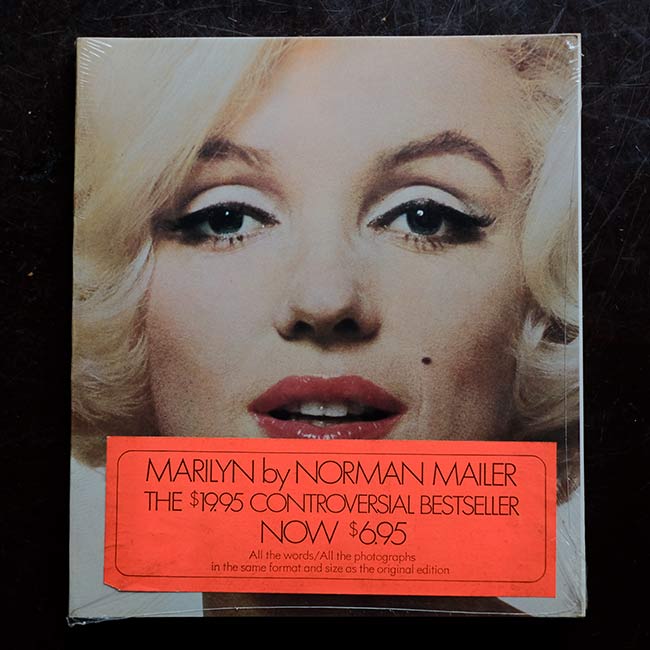 MARILYN by NORMAN MAILER
THE $19.95 CONTROVERSIAL BESTSELLER
NOW $6.95
All the words/All the photographs
in the same format and size as the original edition